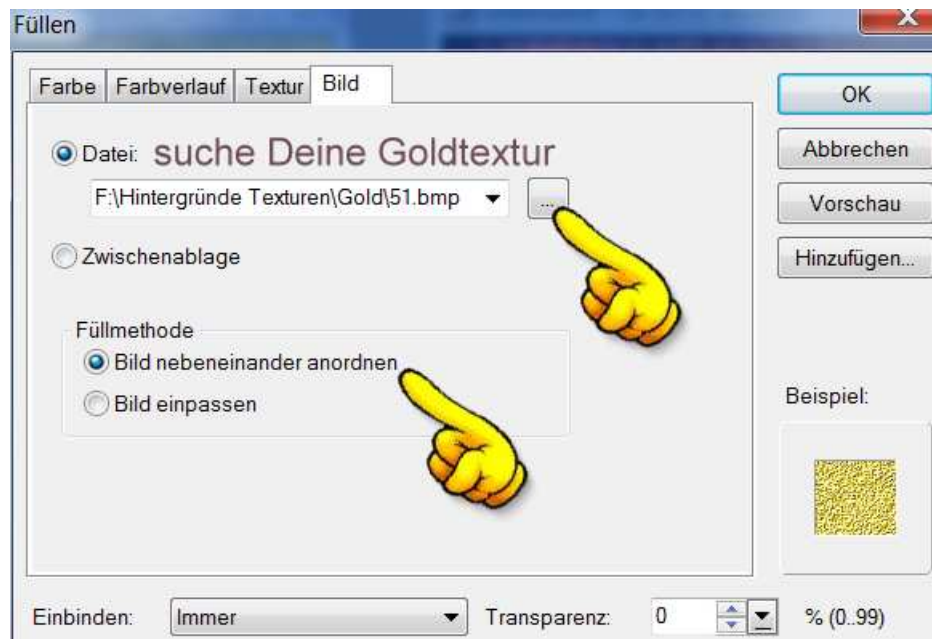 Füllen
Farbe Farbverlauf Textur Bild
OK
Datei: suche Deine Goldtextur
Abbrechen
F:\Hintergründe Texturen\Gold\51.bmp
...
Vorschau
Zwischenablage
Hinzufügen...
Füllmethode
Bild nebeneinander anordnen
Bild einpassen
Beispiel:
Einbinden: Immer Transparenz: 0 % (0..99)